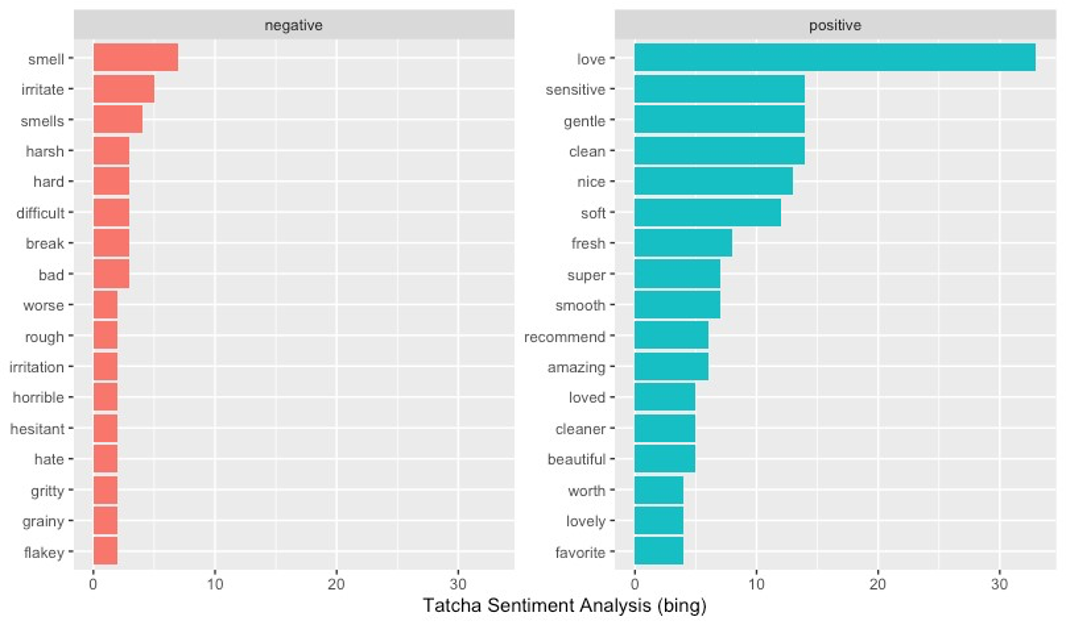 negative
smell
irritate
smells
harsh
hard
difficult
break
bad
worse
rough
irritation
horrible
hesitant
hate
gritty
grainy
flakey
0 10 20 30
positive
love
sensitive
gentle
clean
nice
soft
fresh
super
smooth
recommend
amazing
loved
cleaner
beautiful
worth
lovely
favorite
0 10 20 30
Tatcha Sentiment Analysis (bing)